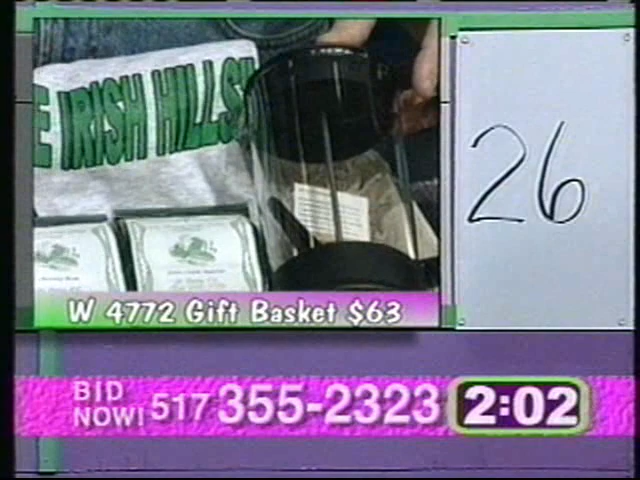 E IRISH HILLS
26
W 4772 Gift Basket $63
BID NOW! 517 355-2323 2:02